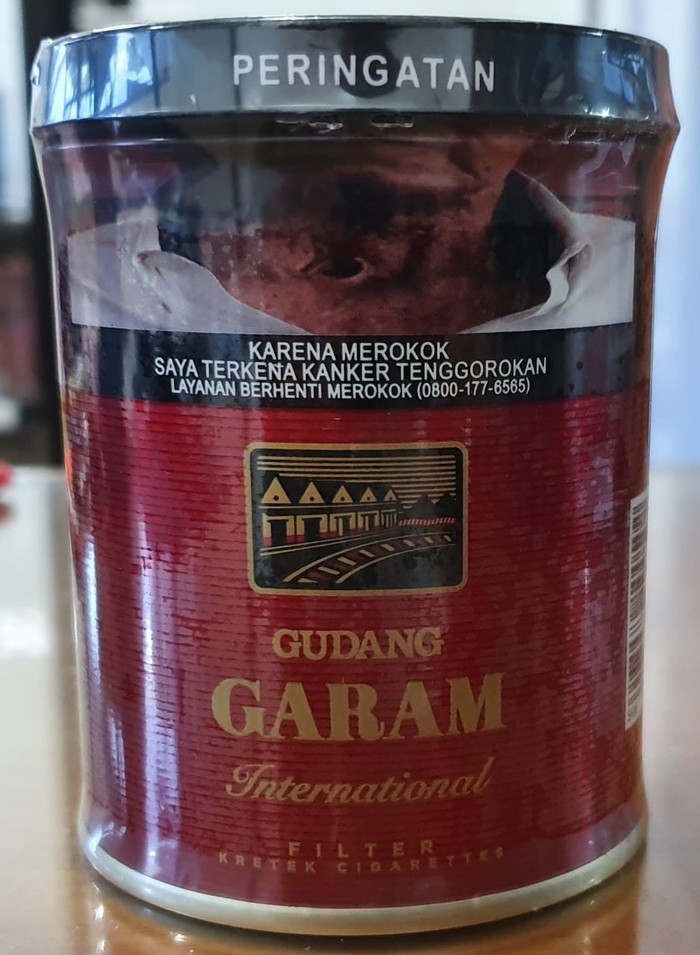 PERINGATAN
KARENA MEROKOK
SAYA TERKENA KANKER TENGGOROKAN
LAYANAN BERHENTI MEROKOK (0800-177-6565)
GUDANG
GARAM
International
FILTER
KRETEK CIGARETTES